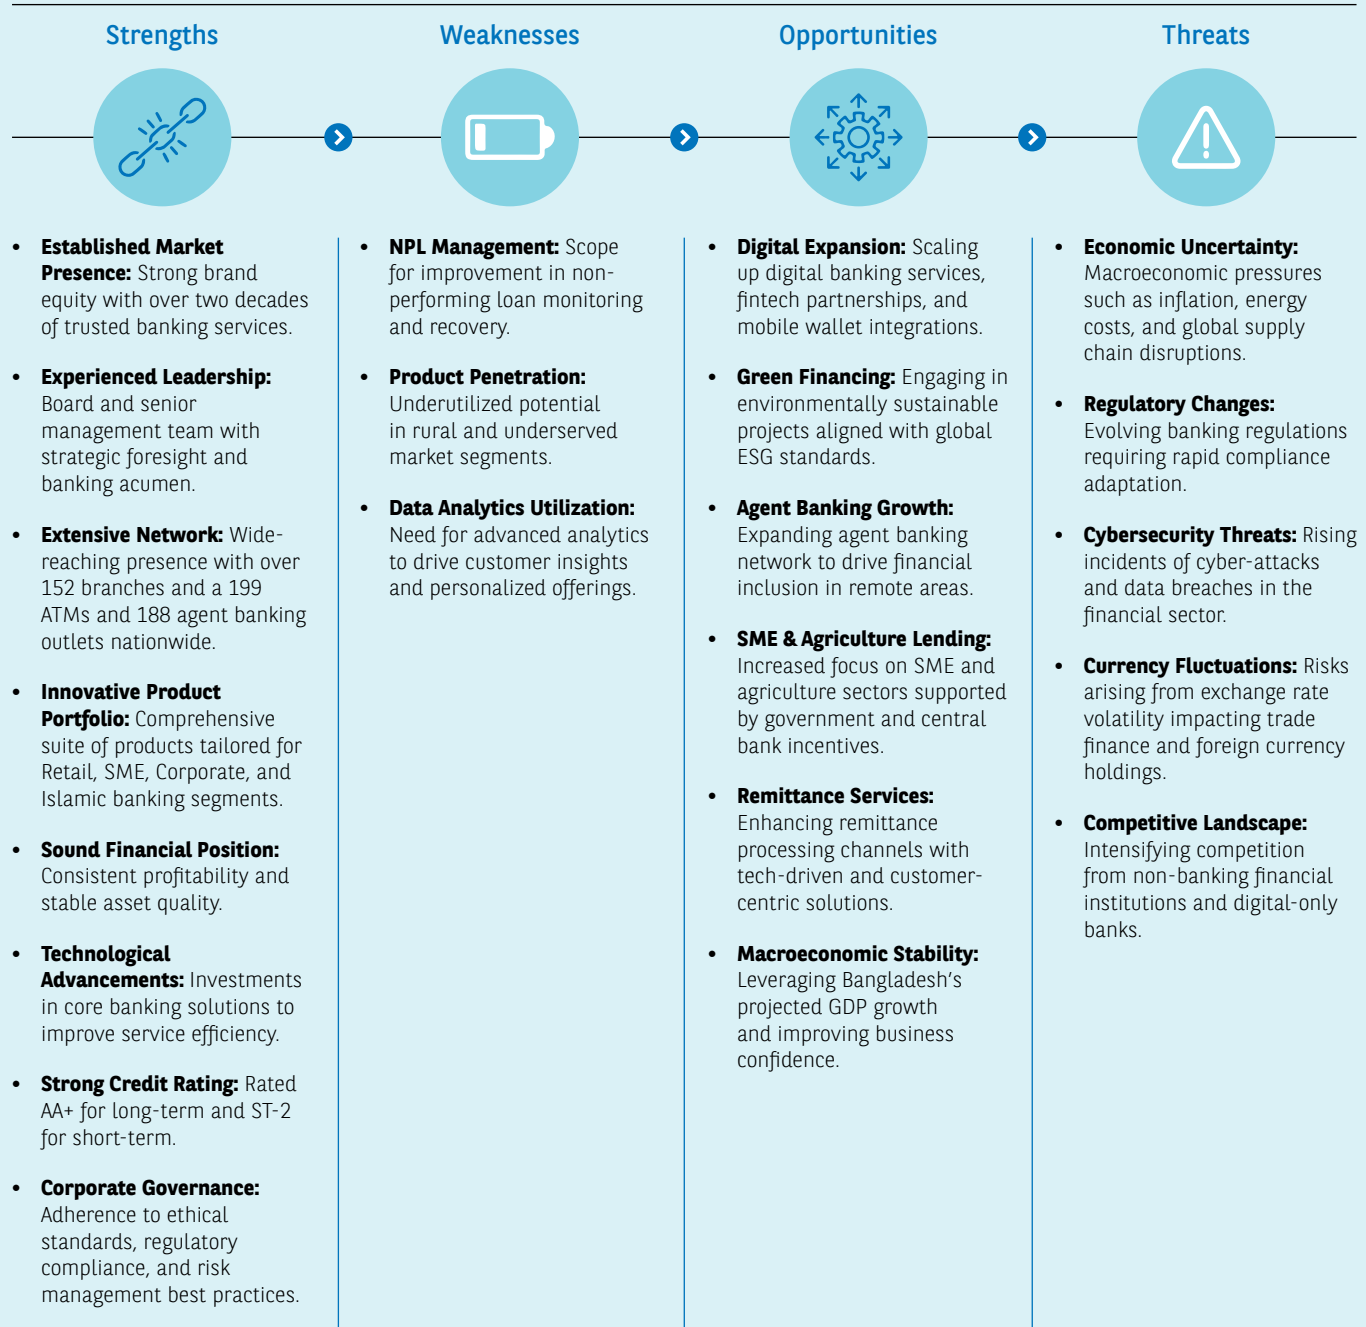 Strengths
Weaknesses
Opportunities
Threats
• Established Market
Presence: Strong brand
equity with over two decades
of trusted banking services.
• Experienced Leadership:
Board and senior
management team with
strategic foresight and
banking acumen.
• Extensive Network: Wide-
reaching presence with over
152 branches and a 199
ATMs and 188 agent banking
outlets nationwide.
• Innovative Product
Portfolio: Comprehensive
suite of products tailored for
Retail, SME, Corporate, and
Islamic banking segments.
• Sound Financial Position:
Consistent profitability and
stable asset quality.
• Technological
Advancements: Investments
in core banking solutions to
improve service efficiency.
• Strong Credit Rating: Rated
AA+ for long-term and ST-2
for short-term.
• Corporate Governance:
Adherence to ethical
standards, regulatory
compliance, and risk
management best practices.
• NPL Management: Scope
for improvement in non-
performing loan monitoring
and recovery.
• Product Penetration:
Underutilized potential
in rural and underserved
market segments.
• Data Analytics Utilization:
Need for advanced analytics
to drive customer insights
and personalized offerings.
• Digital Expansion: Scaling
up digital banking services,
fintech partnerships, and
mobile wallet integrations.
• Green Financing: Engaging in
environmentally sustainable
projects aligned with global
ESG standards.
• Agent Banking Growth:
Expanding agent banking
network to drive financial
inclusion in remote areas.
• SME & Agriculture Lending:
Increased focus on SME and
agriculture sectors supported
by government and central
bank incentives.
• Remittance Services:
Enhancing remittance
processing channels with
tech-driven and customer-
centric solutions.
• Macroeconomic Stability:
Leveraging Bangladesh's
projected GDP growth
and improving business
confidence.
• Economic Uncertainty:
Macroeconomic pressures
such as inflation, energy
costs, and global supply
chain disruptions.
• Regulatory Changes:
Evolving banking regulations
requiring rapid compliance
adaptation.
• Cybersecurity Threats: Rising
incidents of cyber-attacks
and data breaches in the
financial sector.
• Currency Fluctuations: Risks
arising from exchange rate
volatility impacting trade
finance and foreign currency
holdings.
• Competitive Landscape:
Intensifying competition
from non-banking financial
institutions and digital-only
banks.